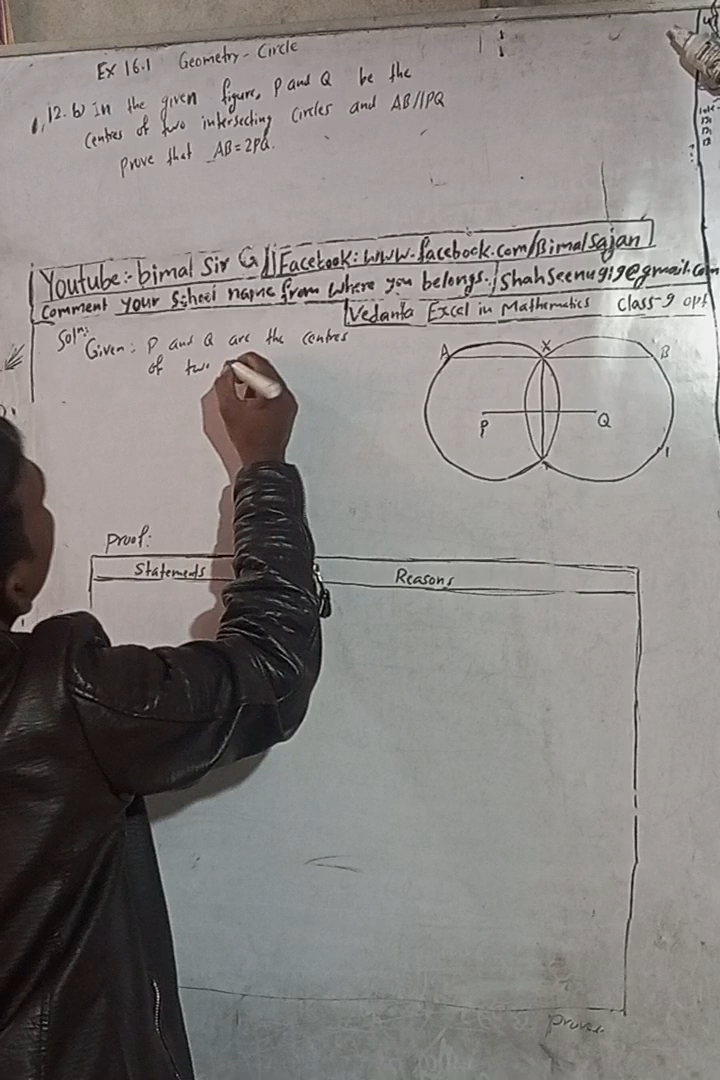 Ex 16.1 Geometry - Circle
12. b) In the given figure, P and Q be the
centres of two intersecting circles and AB//PQ
prove that AB=2PQ.
Youtube:- bimal Sir G // Facebook: www.facebook.com/Bimalsajan
Comment your School name from where you belongs. / Shahseenu919@gmail.com
Vedanta Excel in Mathematics Class-9 opt
Soln:
Given: P and Q are the centres
of two
A X B
P Q
Proof:
Statements Reasons